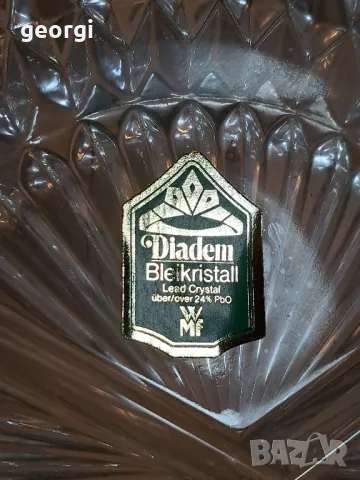 georgi
Diadem
Bleikristall
Lead Crystal
über/over 24% PbO
WMF
BAZAR